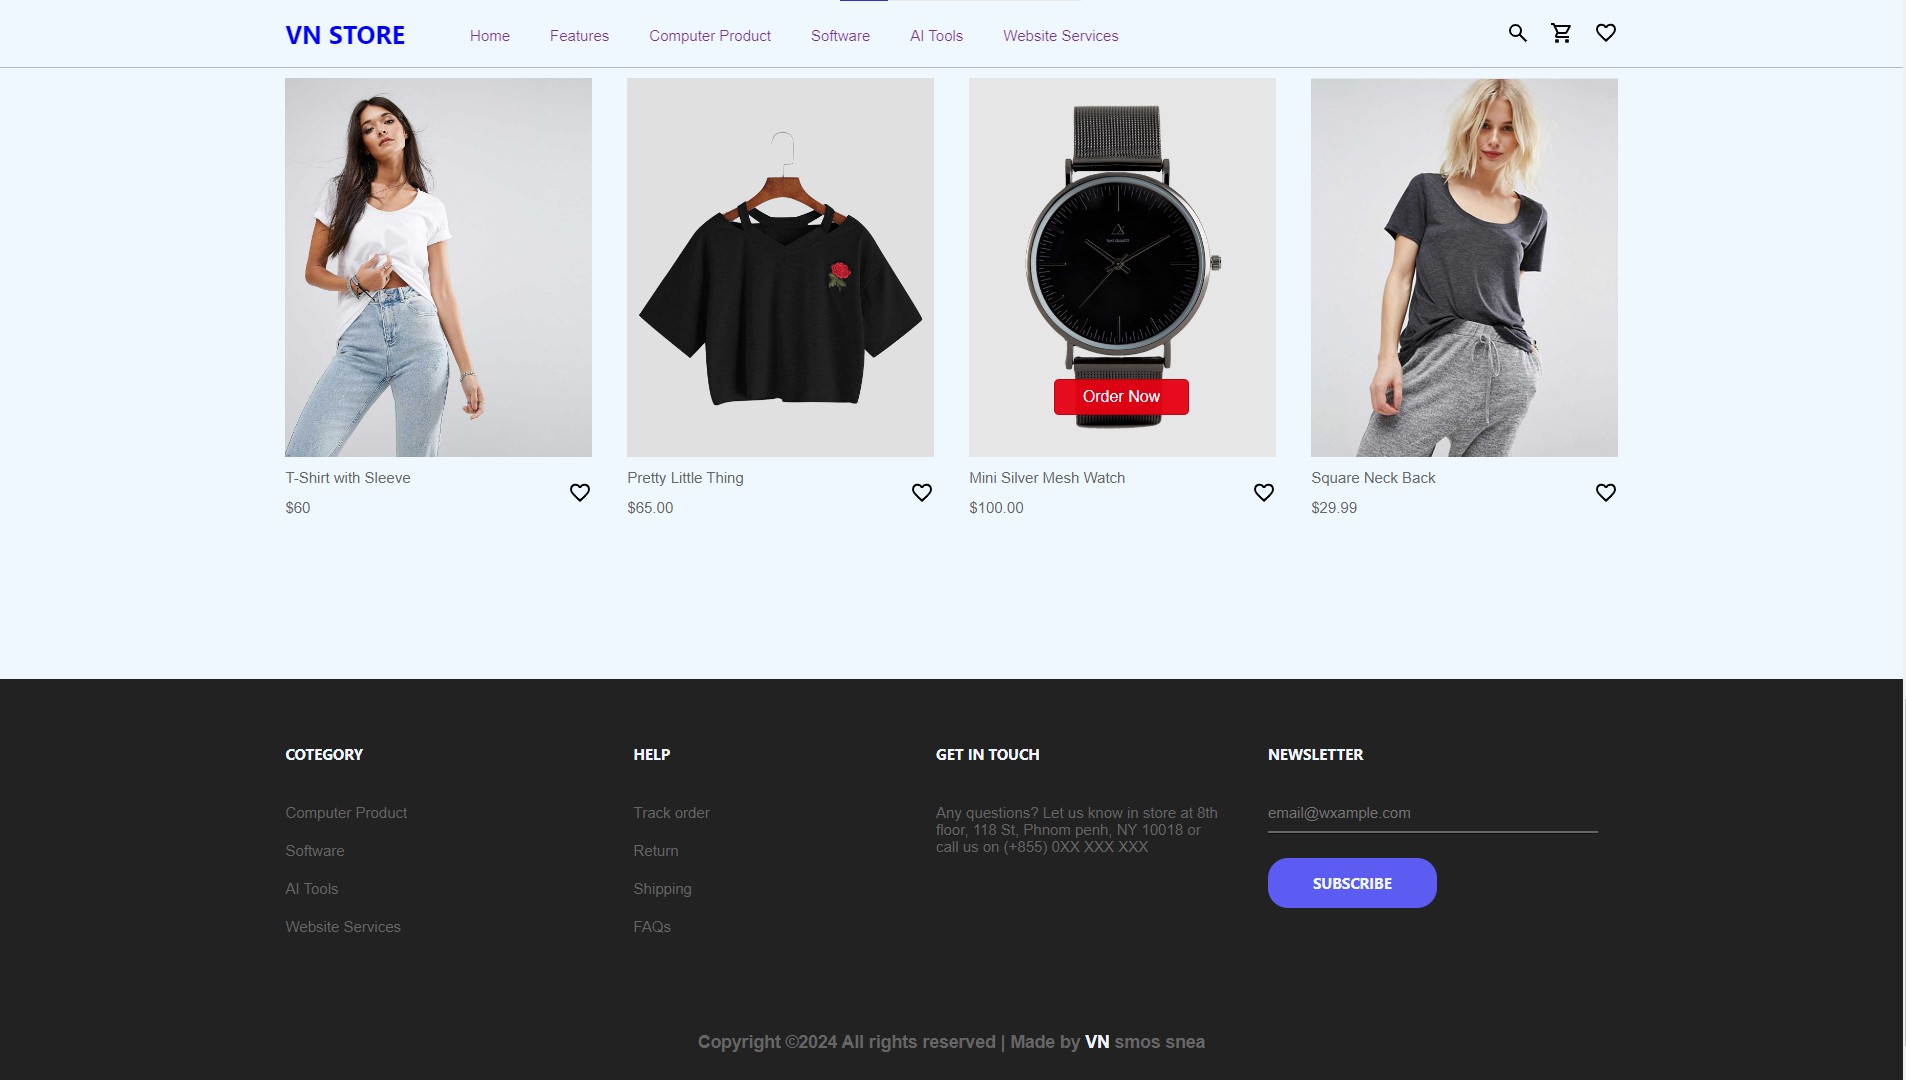 VN STORE
Home
Features
Computer Product
Software
AI Tools
Website Services
Order Now
T-Shirt with Sleeve
$60
Pretty Little Thing
$65.00
Mini Silver Mesh Watch
$100.00
Square Neck Back
$29.99
COTEGORY
Computer Product
Software
AI Tools
Website Services
HELP
Track order
Return
Shipping
FAQs
GET IN TOUCH
Any questions? Let us know in store at 8th
floor, 118 St, Phnom penh, NY 10018 or
call us on (+855) 0XX XXX XXX
NEWSLETTER
email@wxample.com
SUBSCRIBE
Copyright ©2024 All rights reserved | Made by VN smos snea